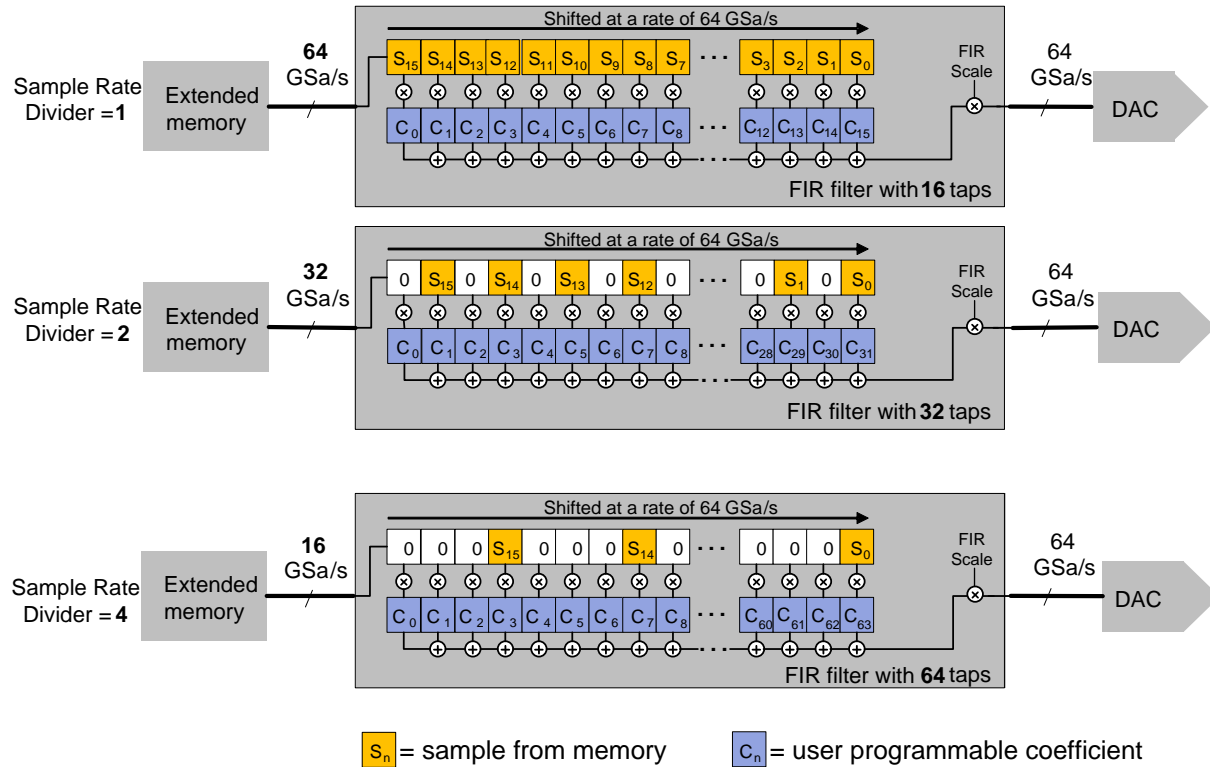 Shifted at a rate of 64 GSa/s
64
GSa/s
Sample Rate
Divider =1
Extended
memory
S15 S14 S13 S12 S11 S10 S9 S8 S7 ··· S3 S2 S1 S0
C0 C1 C2 C3 C4 C5 C6 C7 C8 ··· C12 C13 C14 C15
FIR
Scale
64
GSa/s
DAC
FIR filter with 16 taps
Shifted at a rate of 64 GSa/s
32
GSa/s
Sample Rate
Divider =2
Extended
memory
0 S15 0 S14 0 S13 0 S12 0 ··· 0 S1 0 S0
C0 C1 C2 C3 C4 C5 C6 C7 C8 ··· C28 C29 C30 C31
FIR
Scale
64
GSa/s
DAC
FIR filter with 32 taps
Shifted at a rate of 64 GSa/s
16
GSa/s
Sample Rate
Divider =4
Extended
memory
0 0 0 S15 0 0 0 S14 0 ··· 0 0 0 S0
C0 C1 C2 C3 C4 C5 C6 C7 C8 ··· C60 C61 C62 C63
FIR
Scale
64
GSa/s
DAC
FIR filter with 64 taps
Sn = sample from memory
Cn = user programmable coefficient